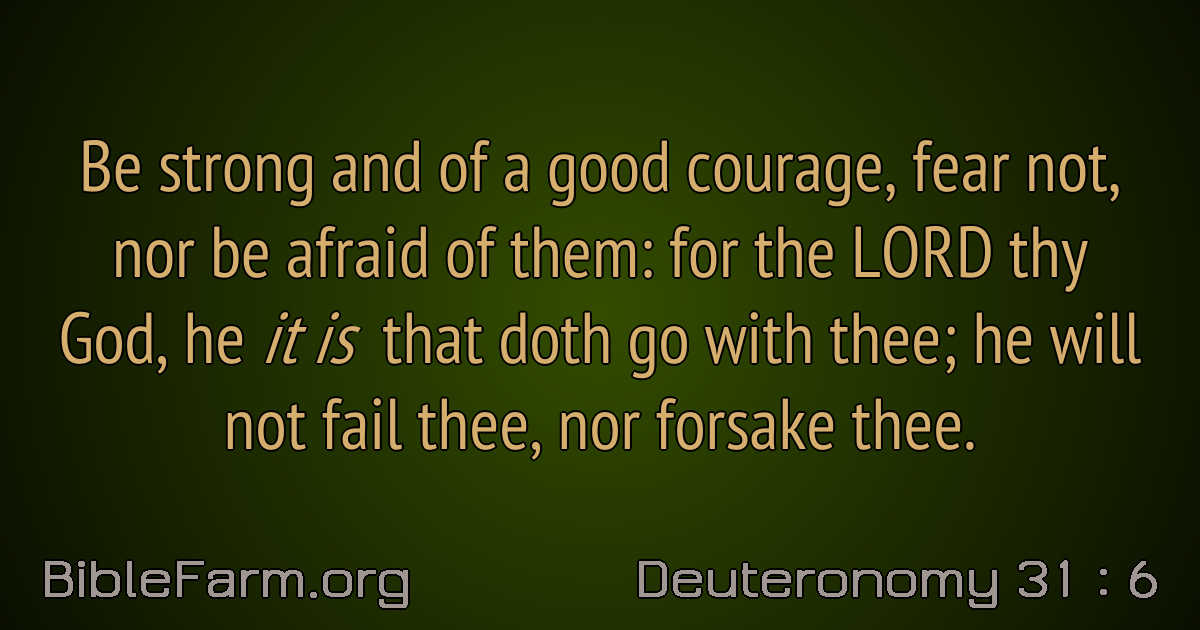 Be strong and of a good courage, fear not,
nor be afraid of them: for the LORD thy
God, he it is that doth go with thee; he will
not fail thee, nor forsake thee.
BibleFarm.org
Deuteronomy 31 : 6